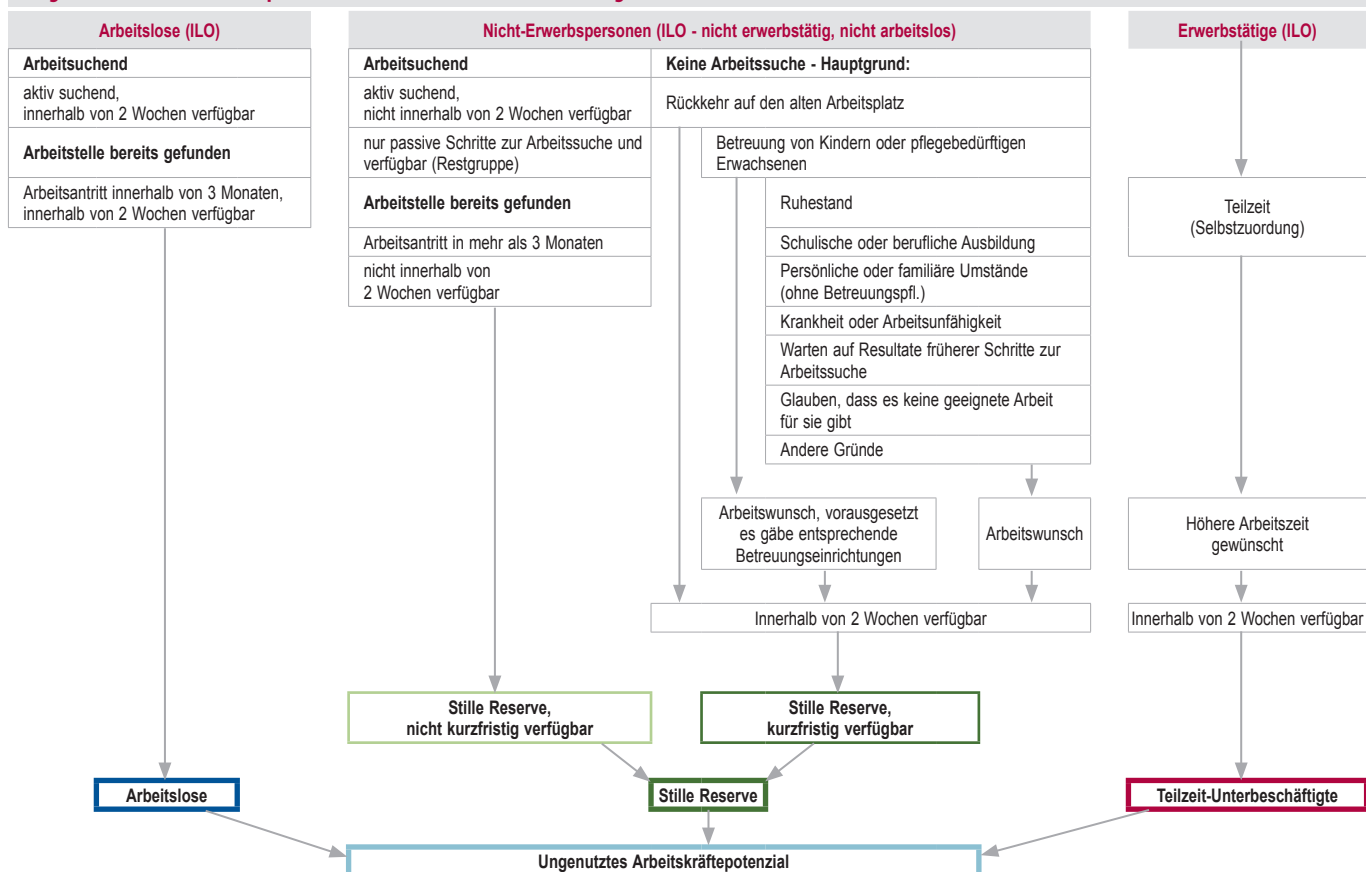 Arbeitslose (ILO)
Nicht-Erwerbspersonen (ILO - nicht erwerbstätig, nicht arbeitslos)
Erwerbstätige (ILO)
Arbeitsuchend
aktiv suchend,
innerhalb von 2 Wochen verfügbar
Arbeitstelle bereits gefunden
Arbeitsantritt innerhalb von 3 Monaten,
innerhalb von 2 Wochen verfügbar
Arbeitsuchend
aktiv suchend,
nicht innerhalb von 2 Wochen verfügbar
nur passive Schritte zur Arbeitssuche und
verfügbar (Restgruppe)
Arbeitstelle bereits gefunden
Arbeitsantritt in mehr als 3 Monaten
nicht innerhalb von
2 Wochen verfügbar
Keine Arbeitssuche - Hauptgrund:
Rückkehr auf den alten Arbeitsplatz
Betreuung von Kindern oder pflegebedürftigen
Erwachsenen
Ruhestand
Schulische oder berufliche Ausbildung
Persönliche oder familiäre Umstände
(ohne Betreuungspfl.)
Krankheit oder Arbeitsunfähigkeit
Warten auf Resultate früherer Schritte zur
Arbeitssuche
Glauben, dass es keine geeignete Arbeit
für sie gibt
Andere Gründe
Teilzeit
(Selbstzuordung)
Arbeitswunsch, vorausgesetzt
es gäbe entsprechende
Betreuungseinrichtungen
Arbeitswunsch
Höhere Arbeitszeit
gewünscht
Innerhalb von 2 Wochen verfügbar
Innerhalb von 2 Wochen verfügbar
Stille Reserve,
nicht kurzfristig verfügbar
Stille Reserve,
kurzfristig verfügbar
Arbeitslose
Stille Reserve
Teilzeit-Unterbeschäftigte
Ungenutztes Arbeitskräftepotenzial